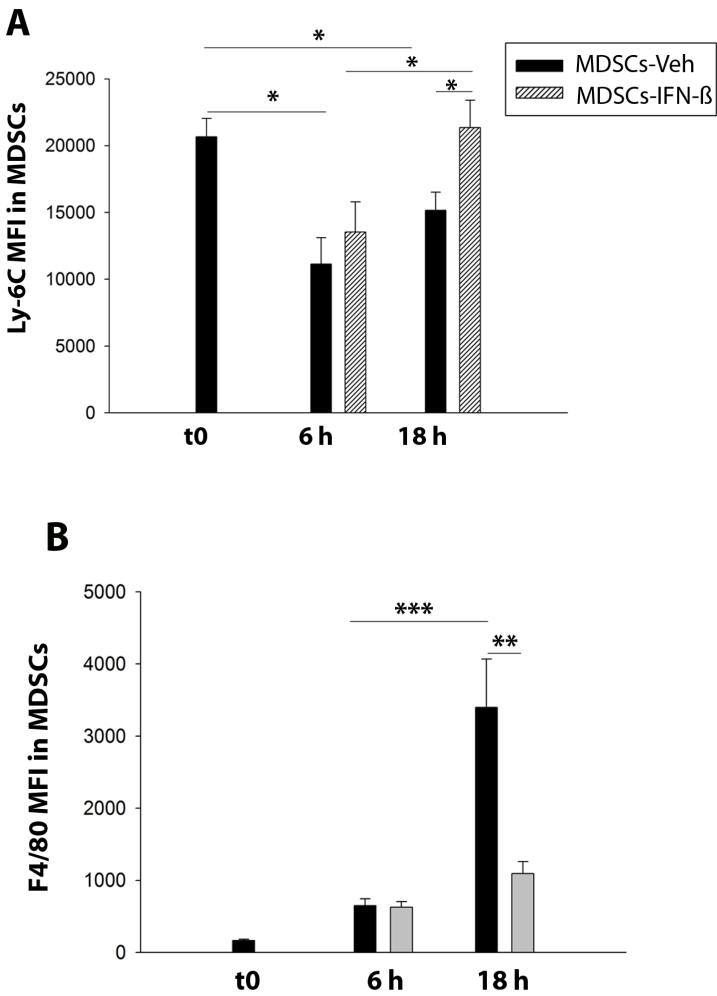 A
*
*
*
*
MDSCs-Veh
MDSCs-IFN-ß
Ly-6C MFI in MDSCs
25000
20000
15000
10000
5000
0
t0 6 h 18 h
B
***
**
F4/80 MFI in MDSCs
5000
4000
3000
2000
1000
0
t0 6 h 18 h